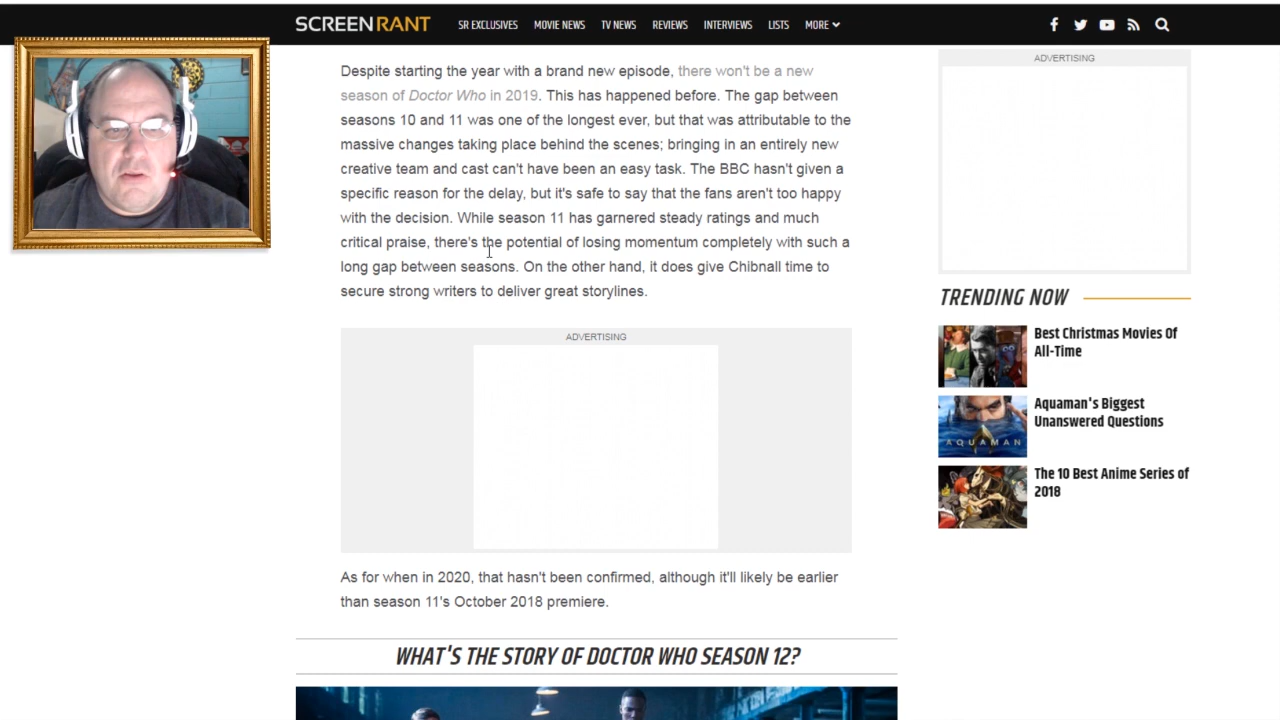 SCREENRANT
SR EXCLUSIVES MOVIE NEWS TV NEWS REVIEWS INTERVIEWS LISTS MORE
Despite starting the year with a brand new episode, there won't be a new
season of Doctor Who in 2019. This has happened before. The gap between
seasons 10 and 11 was one of the longest ever, but that was attributable to the
massive changes taking place behind the scenes; bringing in an entirely new
creative team and cast can't have been an easy task. The BBC hasn't given a
specific reason for the delay, but it's safe to say that the fans aren't too happy
with the decision. While season 11 has garnered steady ratings and much
critical praise, there's the potential of losing momentum completely with such a
long gap between seasons. On the other hand, it does give Chibnall time to
secure strong writers to deliver great storylines.
ADVERTISING
As for when in 2020, that hasn't been confirmed, although it'll likely be earlier
than season 11's October 2018 premiere.
WHAT'S THE STORY OF DOCTOR WHO SEASON 12?
ADVERTISING
TRENDING NOW
Best Christmas Movies Of
All-Time
Aquaman's Biggest
Unanswered Questions
AQUAMAN
The 10 Best Anime Series of
2018